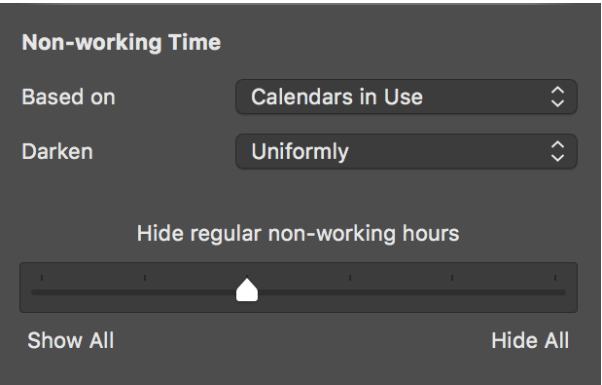 Non-working Time
Based on Calendars in Use
Darken Uniformly
Hide regular non-working hours
Show All Hide All